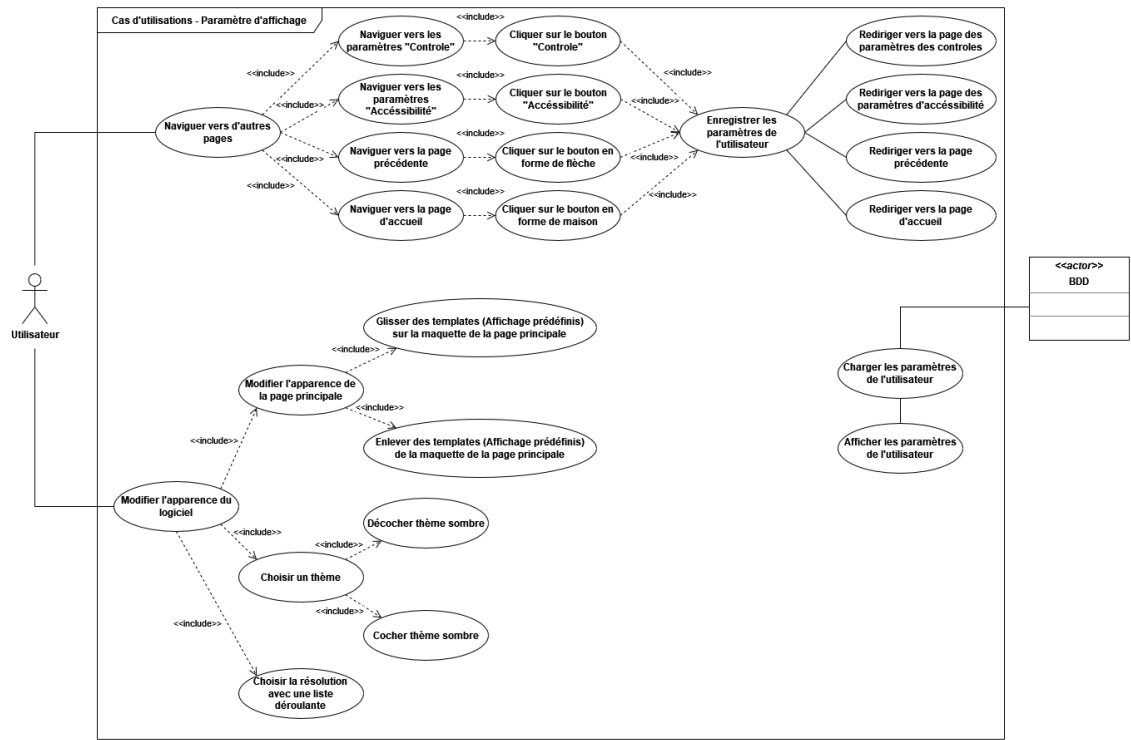 Cas d'utilisations - Paramètre d'affichage
Naviguer vers d'autres
pages
<<include>>
<<include>>
<<include>>
<<include>>
Naviguer vers les
paramètres "Controle"
<<include>>
Cliquer sur le bouton
"Controle"
<<include>>
Naviguer vers les
paramètres
"Accéssibilité"
<<include>>
Cliquer sur le bouton
"Accéssibilité"
<<include>>
Naviguer vers la page
précédente
<<include>>
Cliquer sur le bouton en
forme de flèche
<<include>>
Naviguer vers la page
d'accueil
<<include>>
Cliquer sur le bouton en
forme de maison
<<include>>
Enregistrer les
paramètres de
l'utilisateur
Rediriger vers la page des
paramètres des controles
Rediriger vers la page des
paramètres d'accéssibilité
Rediriger vers la page
précédente
Rediriger vers la page
d'accueil
Utilisateur
<<actor>>
BDD
Charger les paramètres
de l'utilisateur
Afficher les paramètres
de l'utilisateur
Modifier l'apparence du
logiciel
<<include>>
<<include>>
<<include>>
Modifier l'apparence de
la page principale
<<include>>
<<include>>
Glisser des templates (Affichage prédéfinis)
sur la maquette de la page principale
Enlever des templates (Affichage prédéfinis)
de la maquette de la page principale
Choisir un thème
<<include>>
<<include>>
Décocher thème sombre
Cocher thème sombre
Choisir la résolution
avec une liste
déroulante